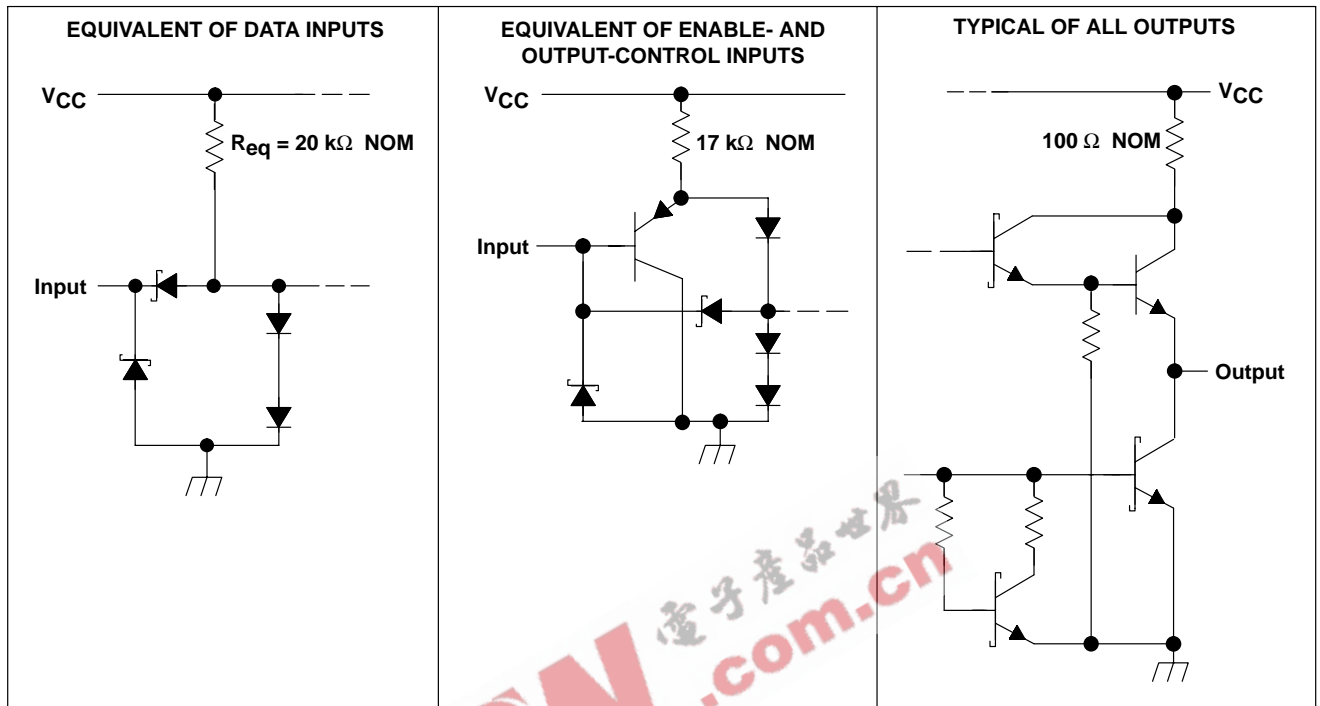 EQUIVALENT OF DATA INPUTS
VCC
Req = 20 kΩ NOM
Input
EQUIVALENT OF ENABLE- AND
OUTPUT-CONTROL INPUTS
VCC
17 kΩ NOM
Input
TYPICAL OF ALL OUTPUTS
VCC
100 Ω NOM
Output
電子產品世界
.com.cn